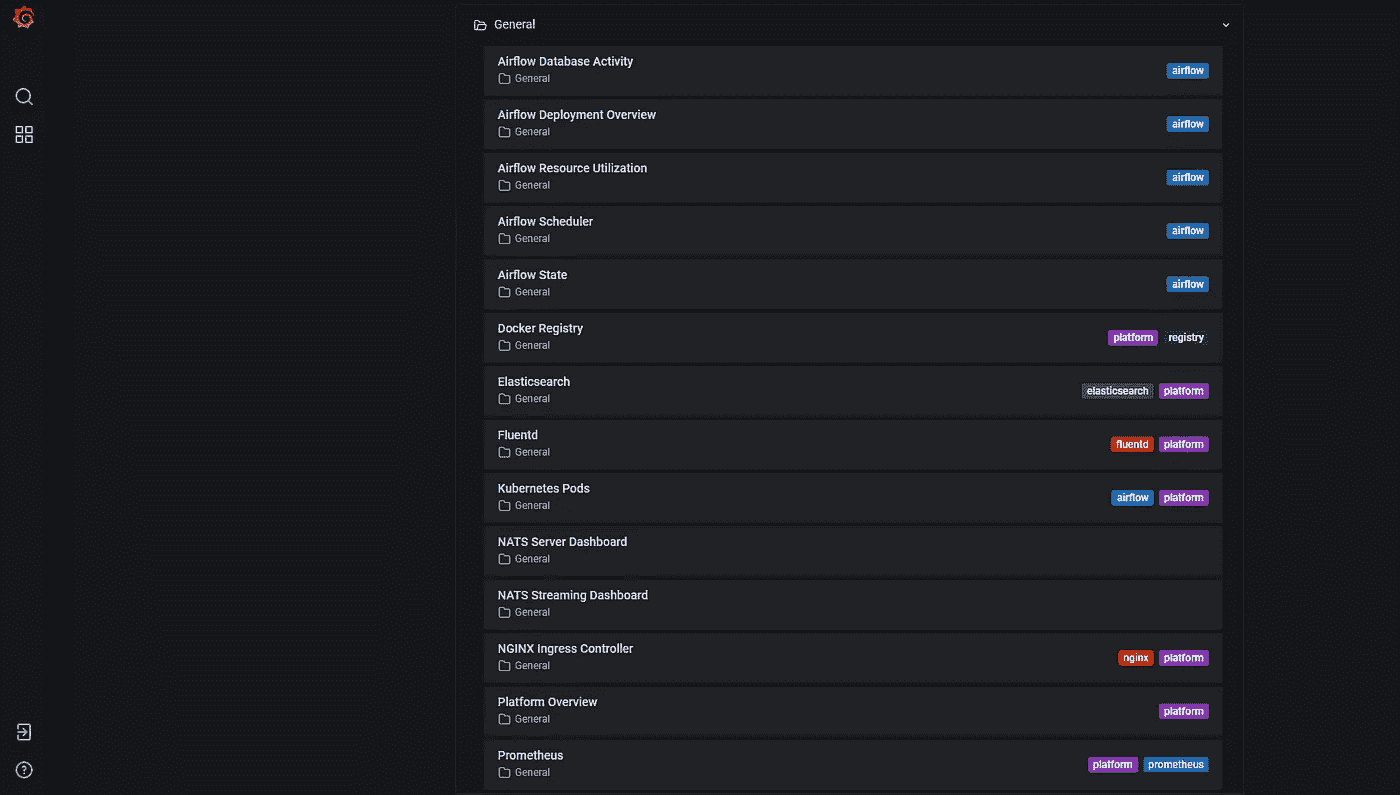 General
Airflow Database Activity
General
airflow
Airflow Deployment Overview
General
airflow
Airflow Resource Utilization
General
airflow
Airflow Scheduler
General
airflow
Airflow State
General
airflow
Docker Registry
General
platform registry
Elasticsearch
General
elasticsearch platform
Fluentd
General
fluentd platform
Kubernetes Pods
General
airflow platform
NATS Server Dashboard
General
NATS Streaming Dashboard
General
NGINX Ingress Controller
General
nginx platform
Platform Overview
General
platform
Prometheus
General
platform prometheus